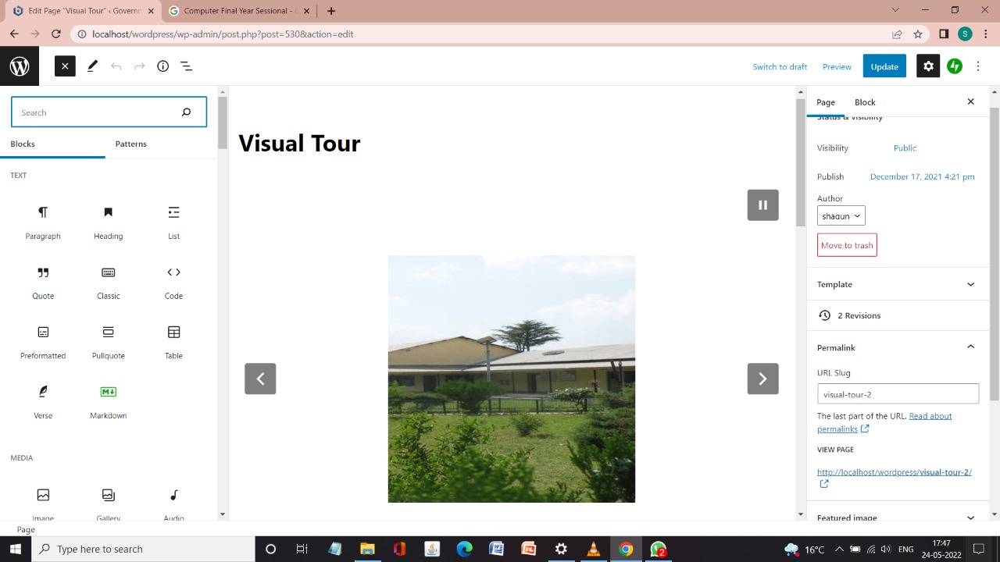 Edit Page "Visual Tour" ‹ Governm
Computer Final Year Sessional - G
localhost/wordpress/wp-admin/post.php?post=530&action=edit
S
Switch to draft
Preview
Update
Search
Blocks
Patterns
TEXT
Paragraph
Heading
List
Quote
Classic
Code
Preformatted
Pullquote
Table
Verse
Markdown
MEDIA
Image
Gallery
Audio
Visual Tour
Page
Block
Status & visibility
Visibility
Public
Publish
December 17, 2021 4:21 pm
Author
shagun
Move to trash
Template
2 Revisions
Permalink
URL Slug
visual-tour-2
The last part of the URL. Read about
permalinks
VIEW PAGE
http://localhost/wordpress/visual-tour-2/
Featured image
Page
Type here to search
2
16°C
ENG
17:47
24-05-2022